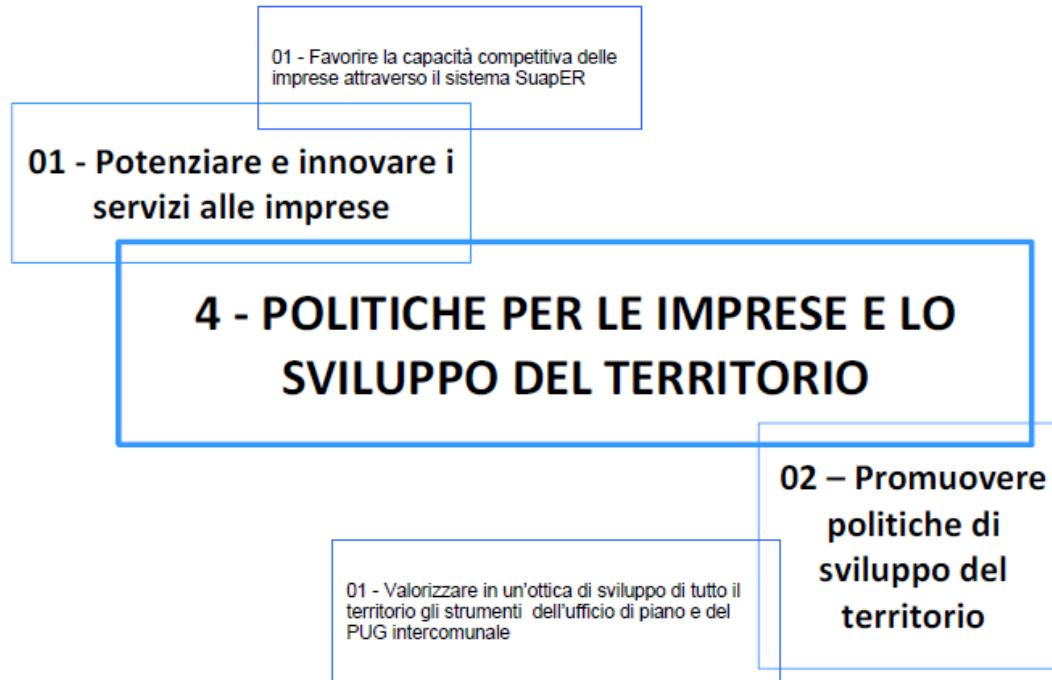 01 - Favorire la capacità competitiva delle
imprese attraverso il sistema SuapER
01 - Potenziare e innovare i
servizi alle imprese
4 - POLITICHE PER LE IMPRESE E LO
SVILUPPO DEL TERRITORIO
02 – Promuovere
politiche di
sviluppo del
territorio
01 - Valorizzare in un'ottica di sviluppo di tutto il
territorio gli strumenti dell'ufficio di piano e del
PUG intercomunale